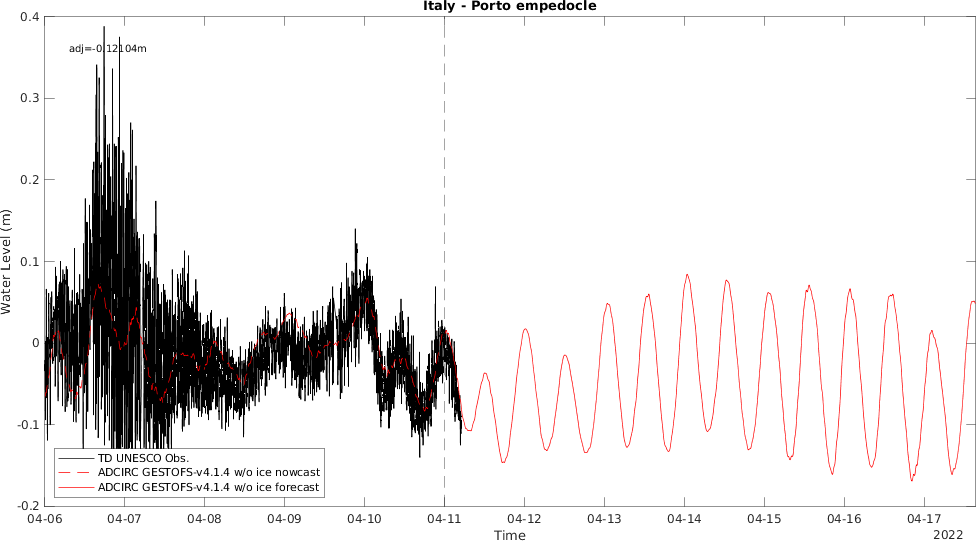 Italy - Porto empedocle
0.4
adj=-0.12104m
0.3
0.2
0.1
0
-0.1
-0.2
Water Level (m)
TD UNESCO Obs.
ADCIRC GESTOFS-v4.1.4 w/o ice nowcast
ADCIRC GESTOFS-v4.1.4 w/o ice forecast
04-06 04-07 04-08 04-09 04-10 04-11 04-12 04-13 04-14 04-15 04-16 04-17
Time
2022